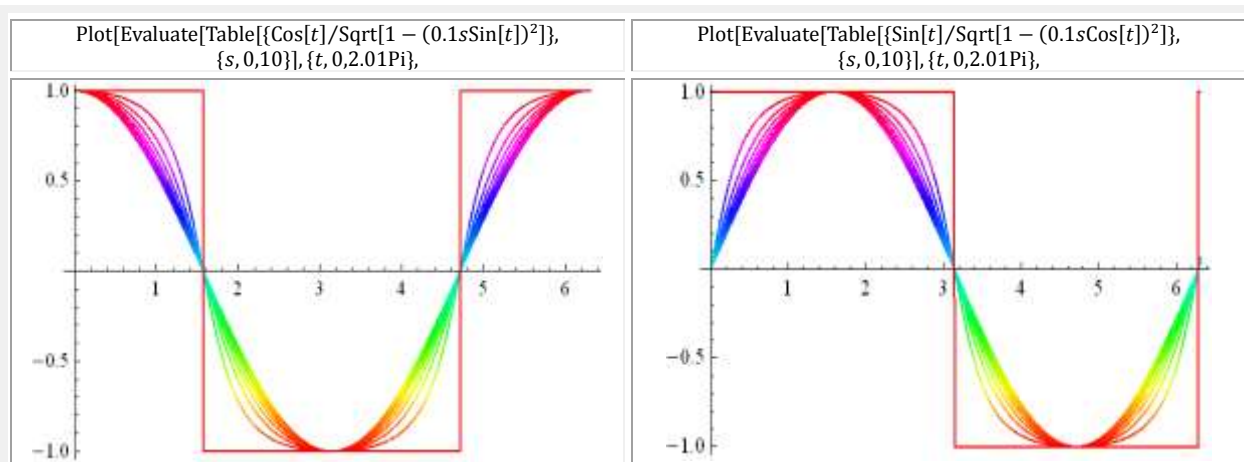 Plot[Evaluate[Table[{Cos[t]/Sqrt[1 − (0.1sSin[t])²]},
{s, 0,10}], {t, 0,2.01Pi},
Plot[Evaluate[Table[{Sin[t]/Sqrt[1 − (0.1sCos[t])²]},
{s, 0,10}], {t, 0,2.01Pi},
1.0
0.5
1 2 3 4 5 6
−0.5
−1.0
1.0
0.5
1 2 3 4 5 6
−0.5
−1.0